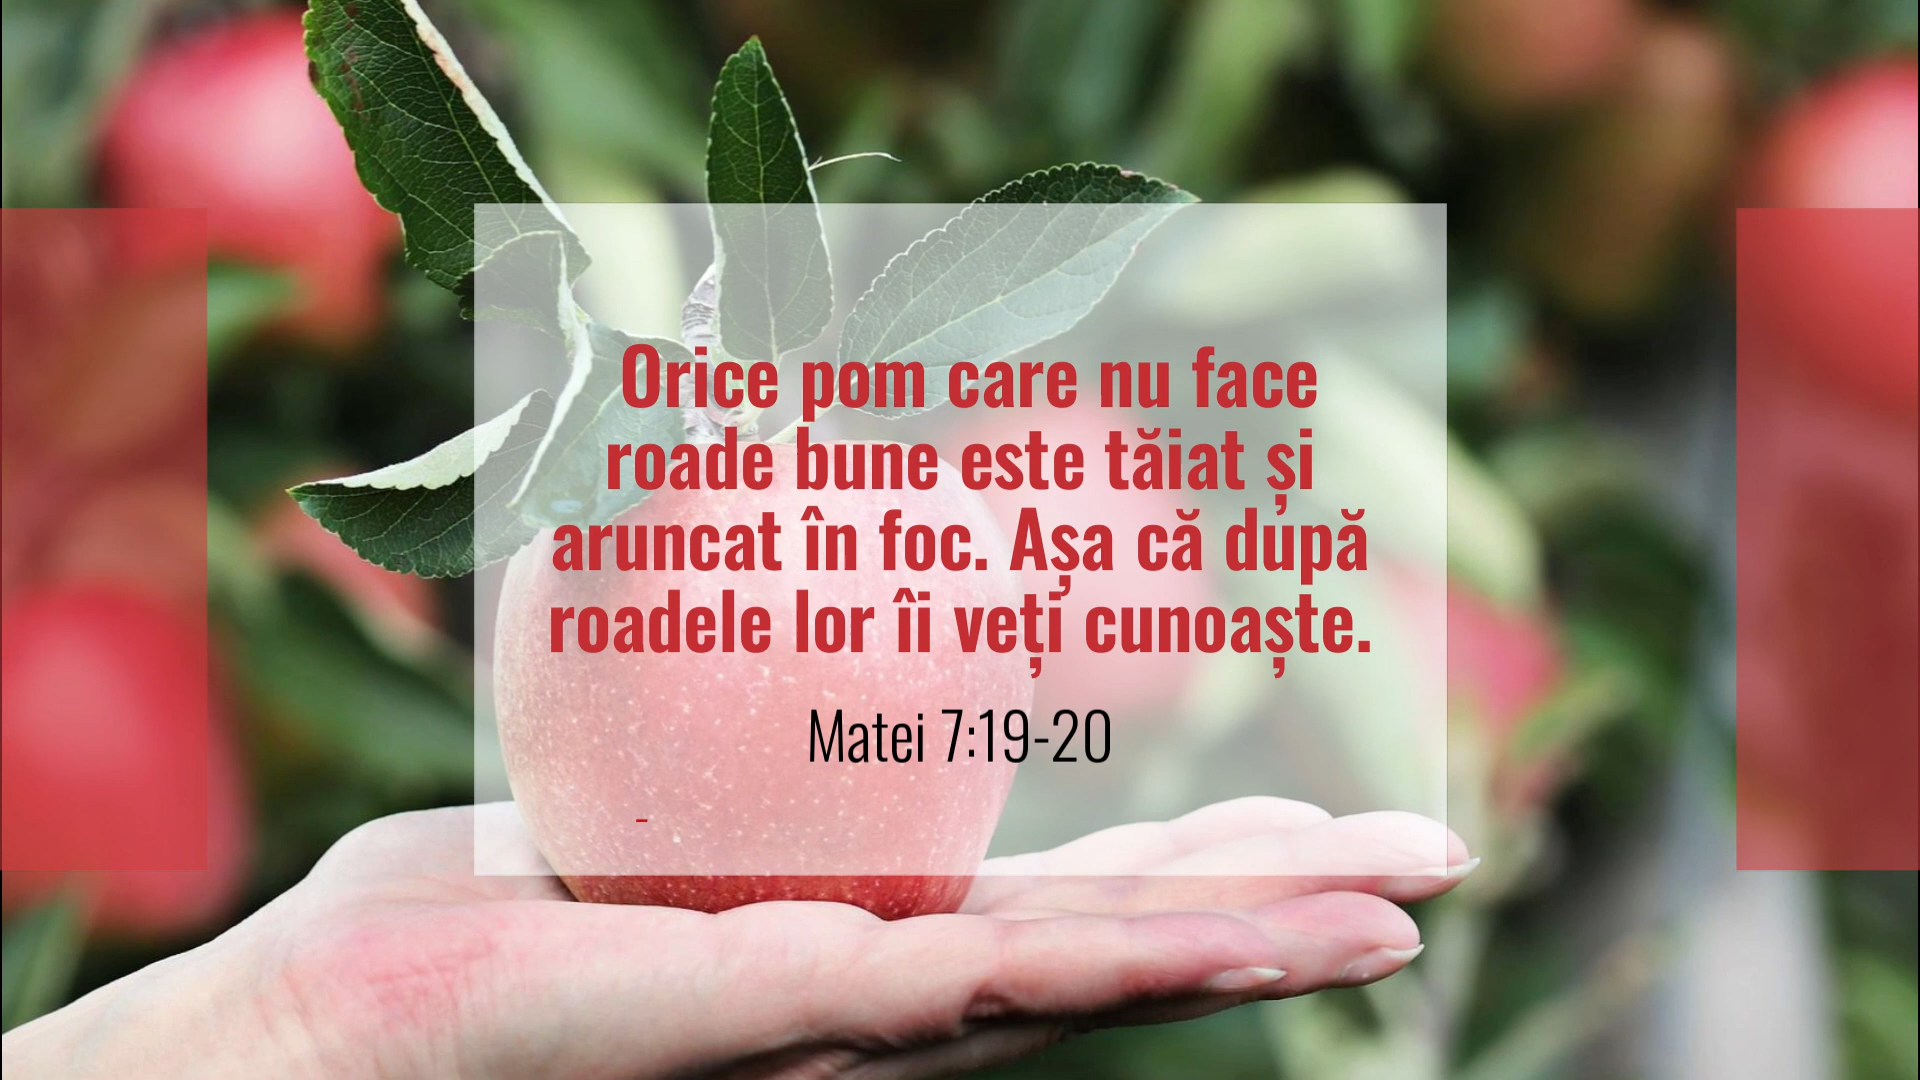 Orice pom care nu face
roade bune este tăiat și
aruncat în foc. Așa că după
roadele lor îi veți cunoaște.
Matei 7:19-20
-